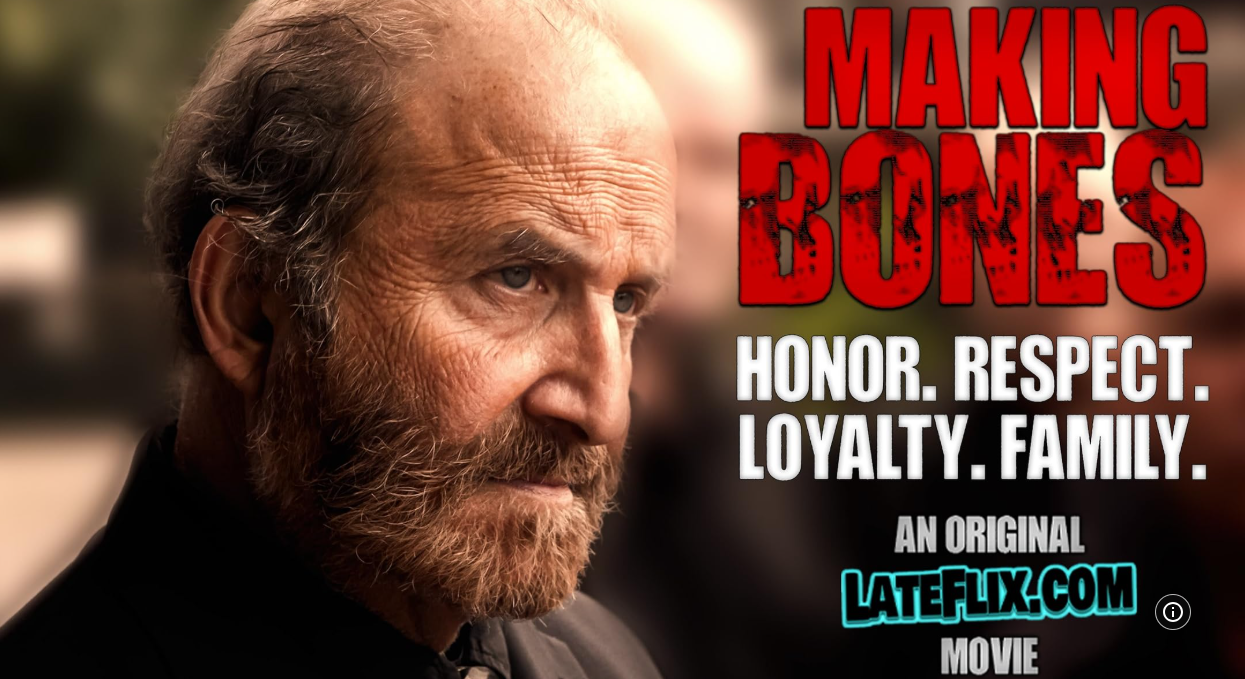 MAKING
BONES
HONOR. RESPECT.
LOYALTY. FAMILY.
AN ORIGINAL
LATEFLIX.COM
MOVIE